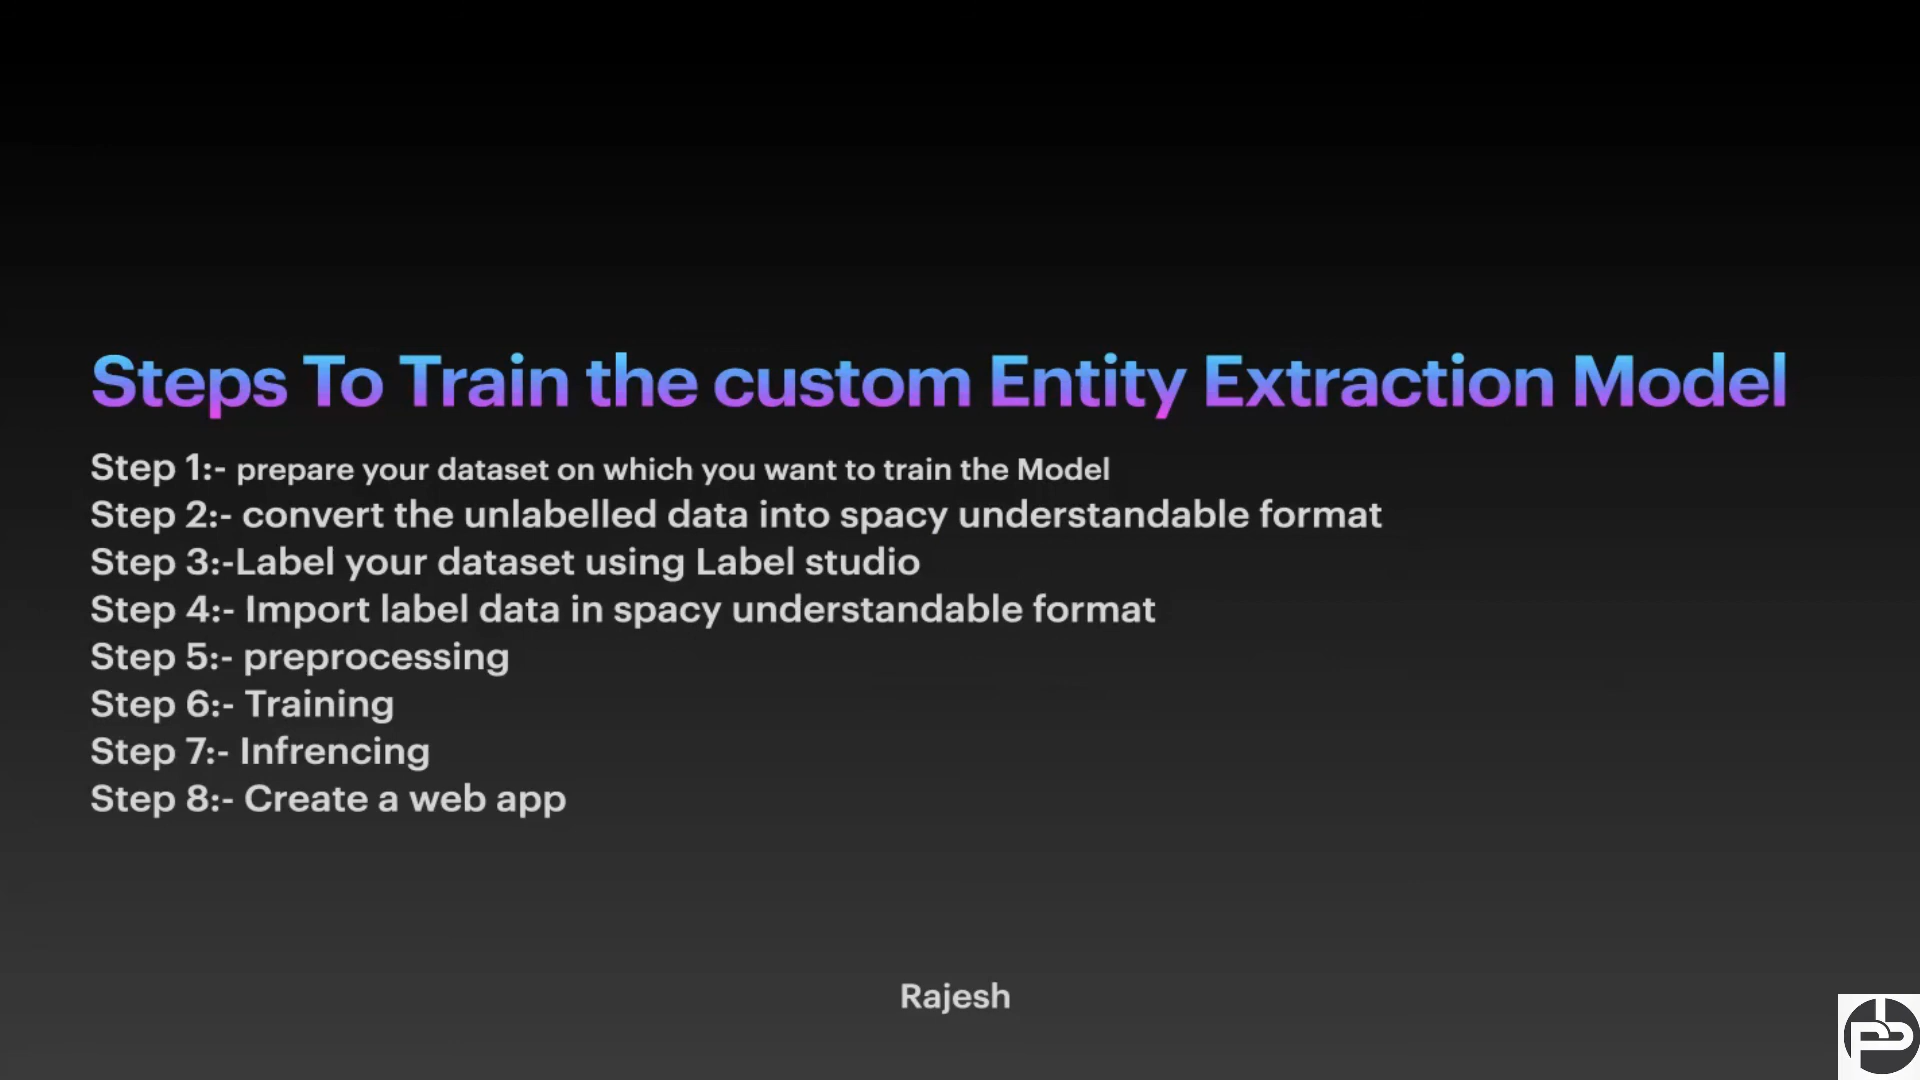 Steps To Train the custom Entity Extraction Model
Step 1:- prepare your dataset on which you want to train the Model
Step 2:- convert the unlabelled data into spacy understandable format
Step 3:-Label your dataset using Label studio
Step 4:- Import label data in spacy understandable format
Step 5:- preprocessing
Step 6:- Training
Step 7:- Infrencing
Step 8:- Create a web app
Rajesh